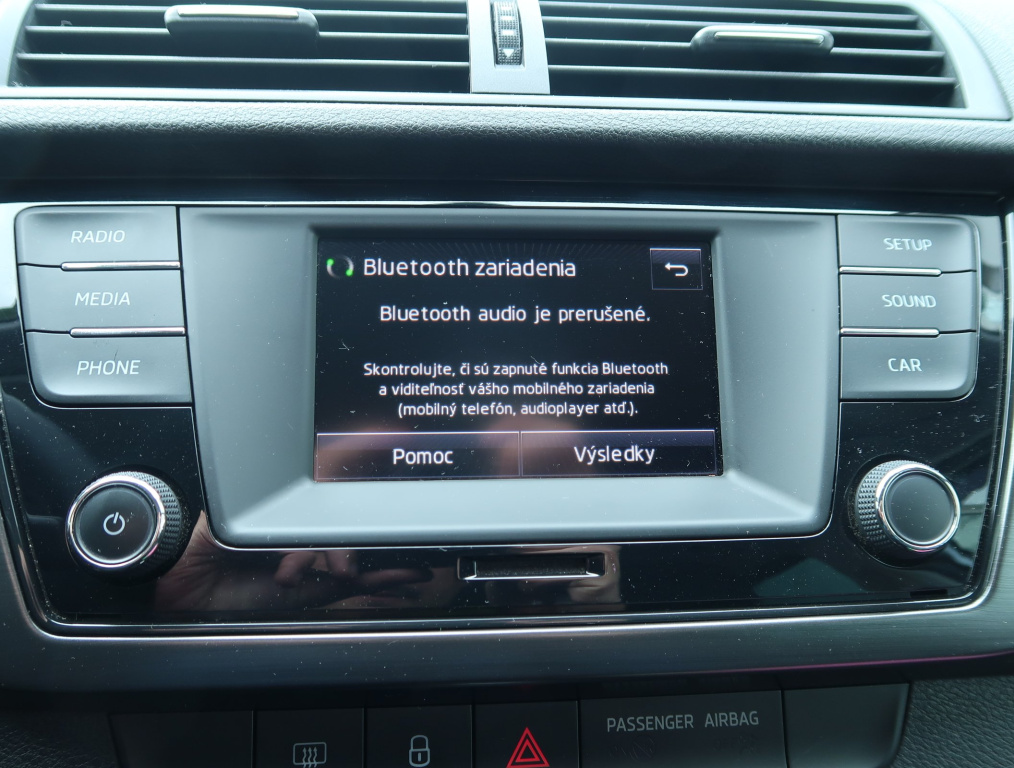 RADIO
MEDIA
PHONE
Bluetooth zariadenia
Bluetooth audio je prerušené.
Skontrolujte, či sú zapnuté funkcia Bluetooth
a viditeľnosť vášho mobilného zariadenia
(mobilný telefón, audioplayer atď.).
Pomoc
Výsledky
SETUP
SOUND
CAR
PASSENGER AIRBAG